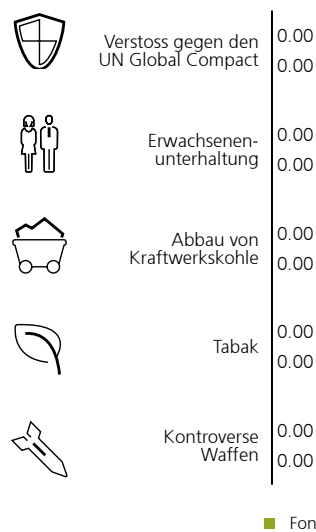 Verstoss gegen den
UN Global Compact
0.00
0.00
Erwachsenen-
unterhaltung
0.00
0.00
Abbau von
Kraftwerkskohle
0.00
0.00
Tabak
0.00
0.00
Kontroverse
Waffen
0.00
0.00
Fon